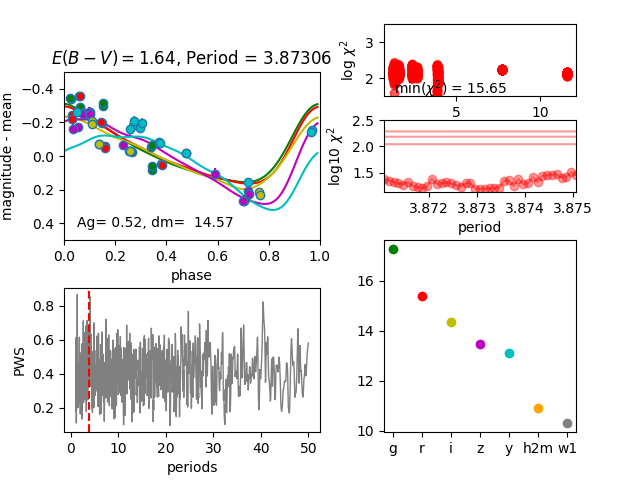 E(B − V) = 1.64, Period = 3.87306
magnitude - mean
−0.4
−0.2
0.0
0.2
0.4
Ag= 0.52, dm=  14.57
0.0 0.2 0.4 0.6 0.8 1.0
phase
log χ²
3
2
min(χ²) = 15.65
5 10
log10 χ²
2.5
2.0
1.5
3.872 3.873 3.874 3.875
period
PWS
0.8
0.6
0.4
0.2
0 10 20 30 40 50
periods
16
14
12
10
g r i z y h2m w1